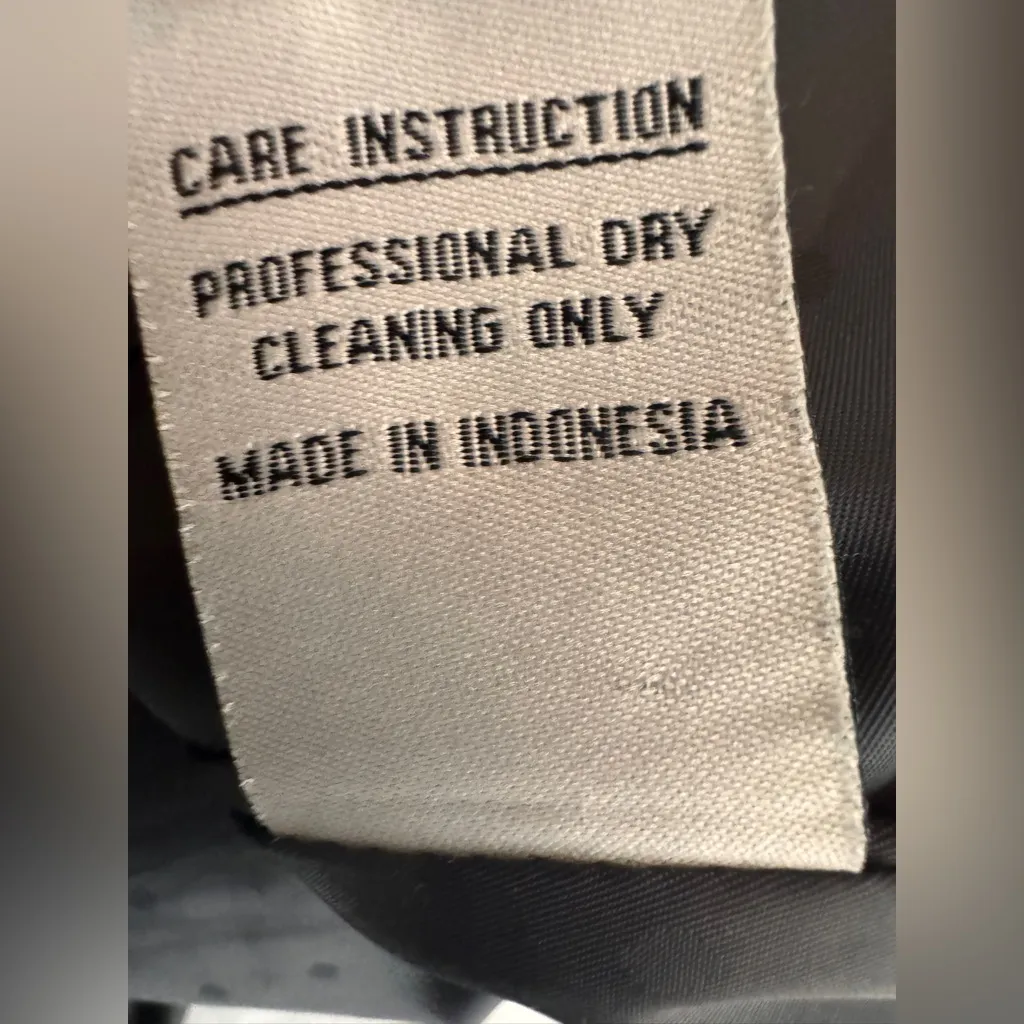 CARE INSTRUCTION
PROFESSIONAL DRY
CLEANING ONLY
MADE IN INDONESIA